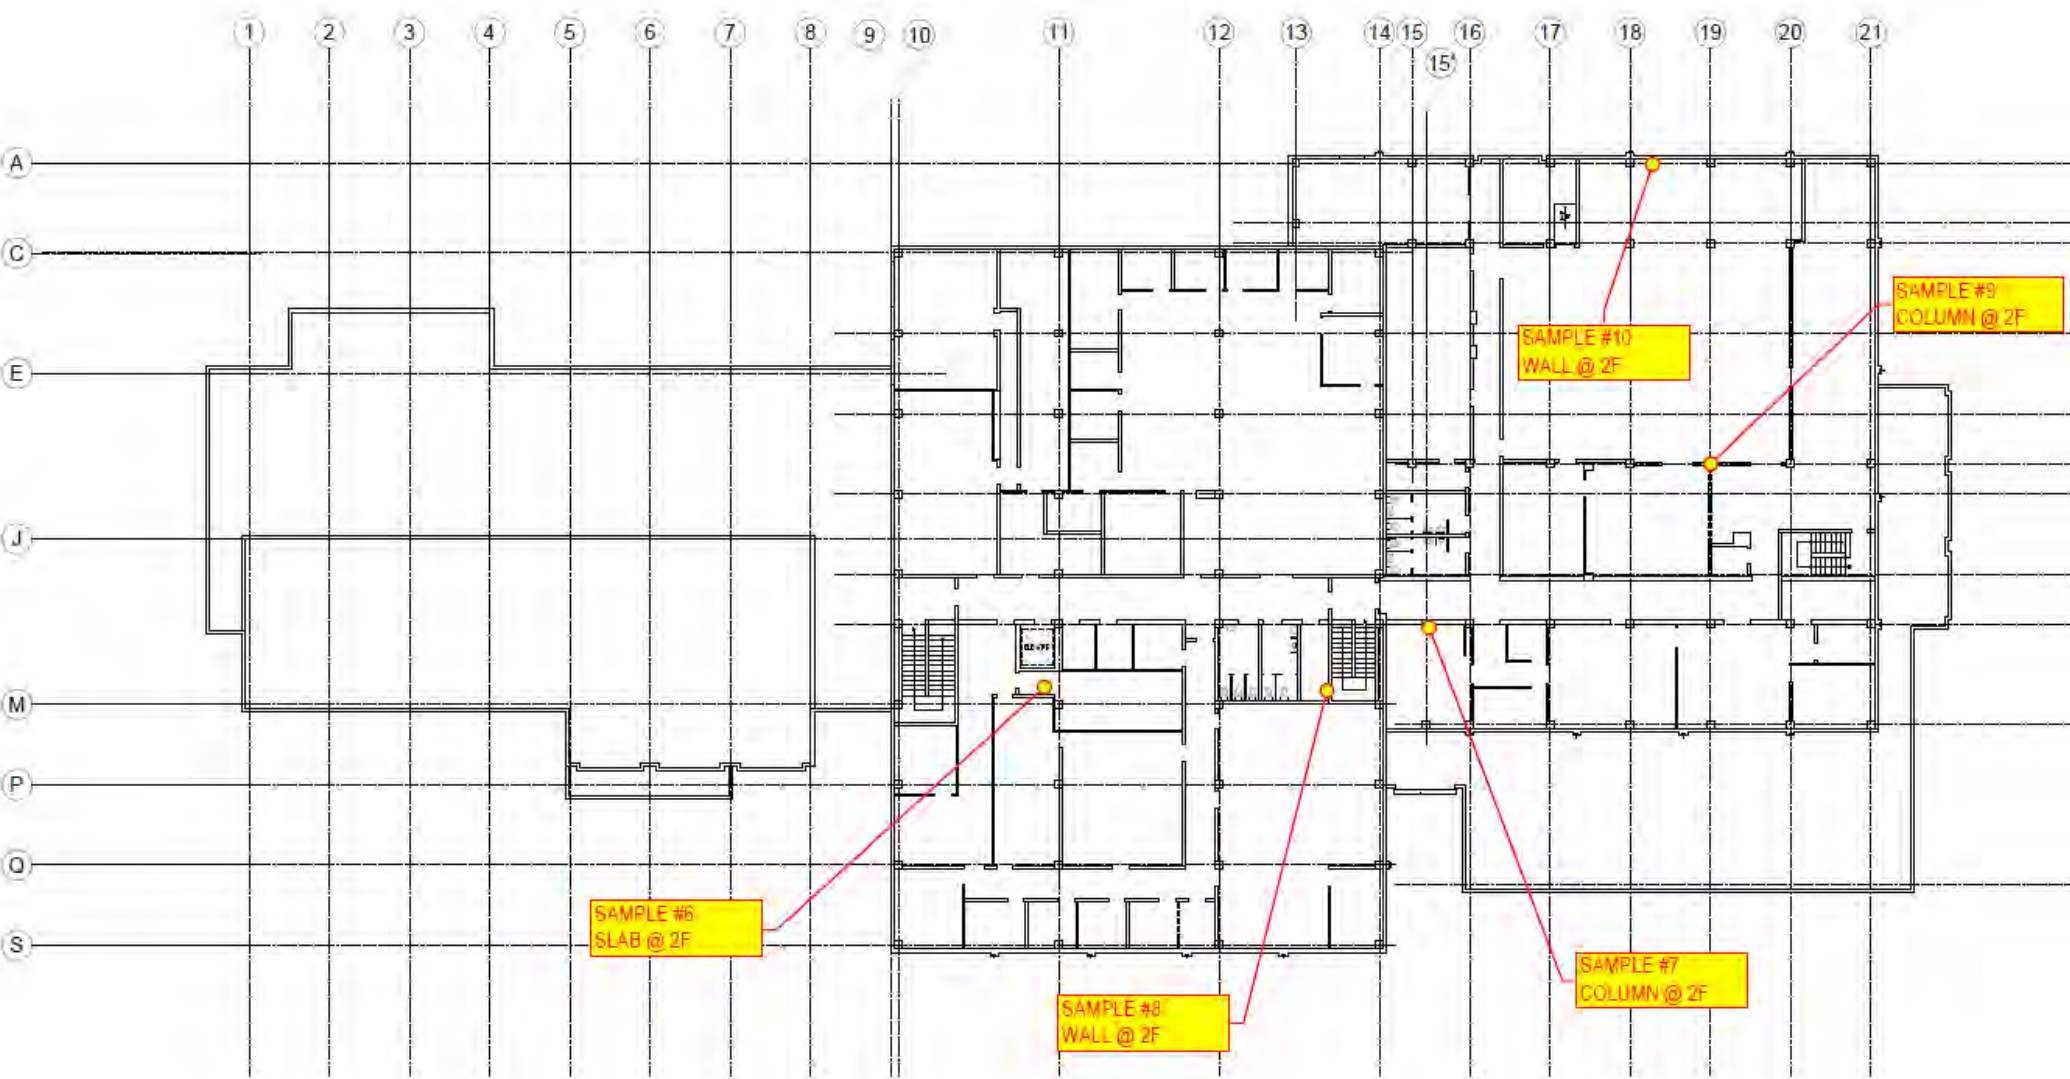 1 2 3 4 5 6 7 8 9 10 11 12 13 14 15 16 17 18 19 20 21
15'
A
C
SAMPLE #9
COLUMN @ 2F
SAMPLE #10
WALL @ 2F
E
J
M
P
Q
SAMPLE #6
SLAB @ 2F
S
SAMPLE #7
COLUMN @ 2F
SAMPLE #8
WALL @ 2F